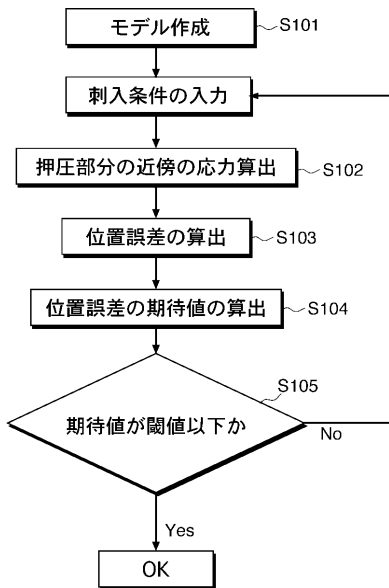 モデル作成
S101
刺入条件の入力
押圧部分の近傍の応力算出
S102
位置誤差の算出
S103
位置誤差の期待値の算出
S104
S105
期待値が閾値以下か
No
Yes
OK